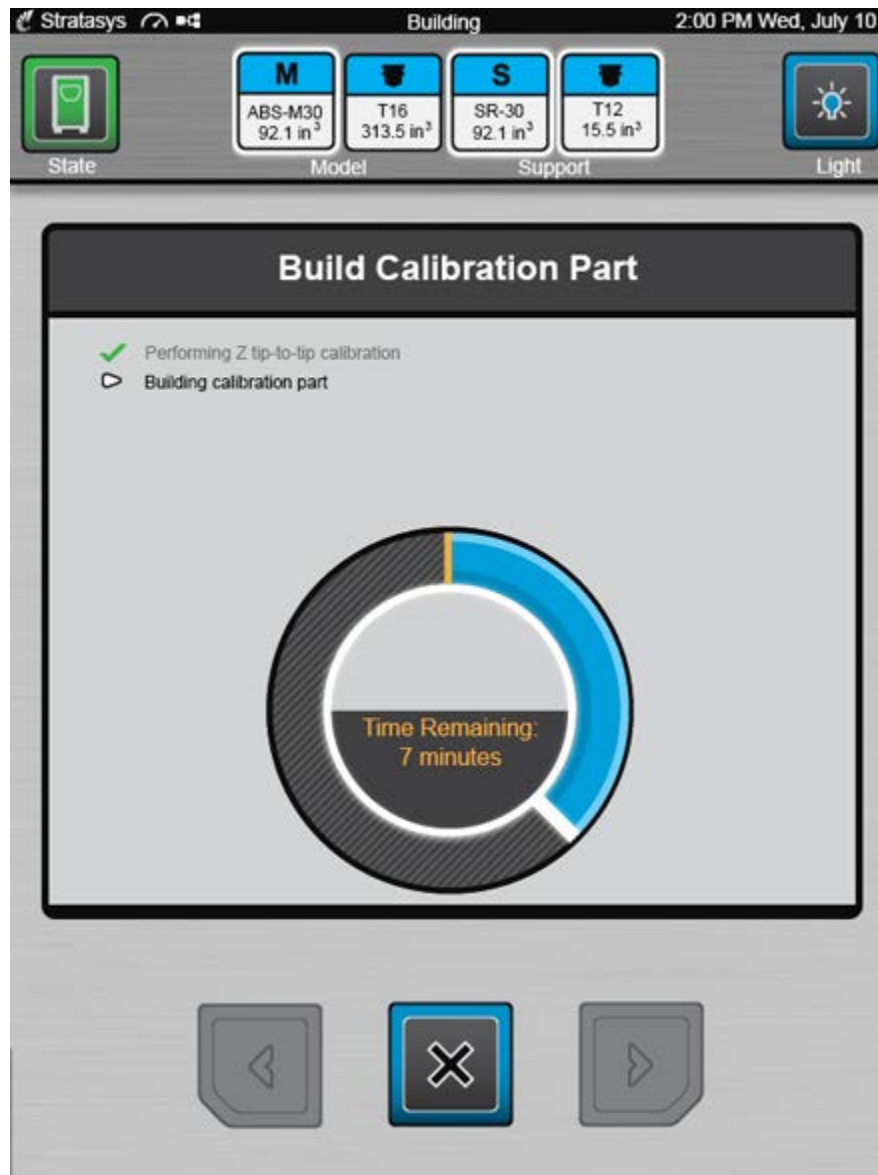 Stratasys
Building
2:00 PM Wed, July 10
M
ABS-M30
92.1 in³
T16
313.5 in³
S
SR-30
92.1 in³
T12
15.5 in³
State
Model
Support
Light
Build Calibration Part
Performing Z tip-to-tip calibration
Building calibration part
Time Remaining:
7 minutes